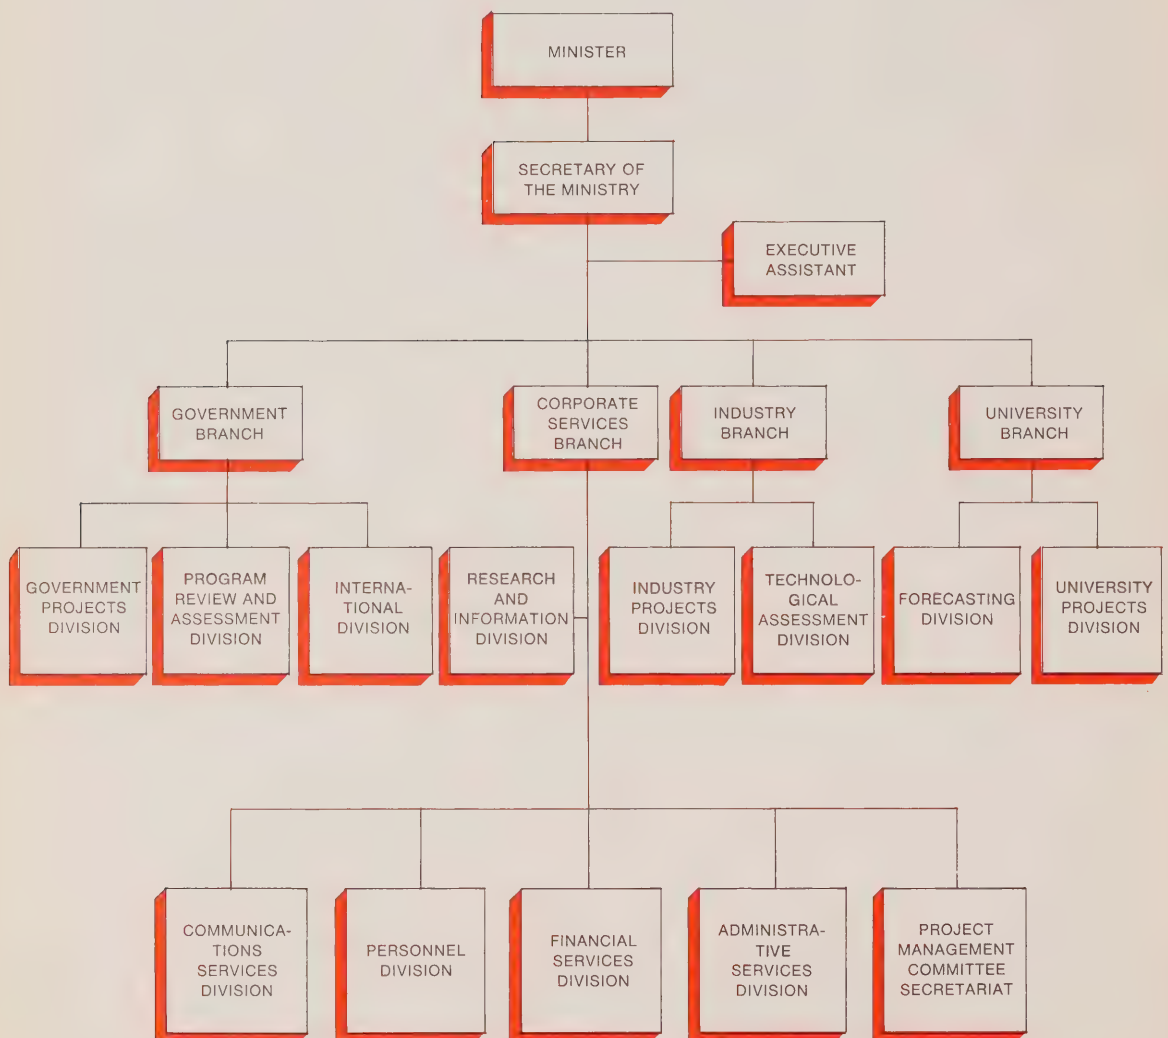 MINISTER
SECRETARY OF
THE MINISTRY
EXECUTIVE
ASSISTANT
GOVERNMENT
BRANCH
CORPORATE
SERVICES
BRANCH
INDUSTRY
BRANCH
UNIVERSITY
BRANCH
GOVERNMENT
PROJECTS
DIVISION
PROGRAM
REVIEW AND
ASSESSMENT
DIVISION
INTERNA-
TIONAL
DIVISION
RESEARCH
AND
INFORMATION
DIVISION
INDUSTRY
PROJECTS
DIVISION
TECHNOLO-
GICAL
ASSESSMENT
DIVISION
FORECASTING
DIVISION
UNIVERSITY
PROJECTS
DIVISION
COMMUNICA-
TIONS
SERVICES
DIVISION
PERSONNEL
DIVISION
FINANCIAL
SERVICES
DIVISION
ADMINISTRA-
TIVE
SERVICES
DIVISION
PROJECT
MANAGEMENT
COMMITTEE
SECRETARIAT